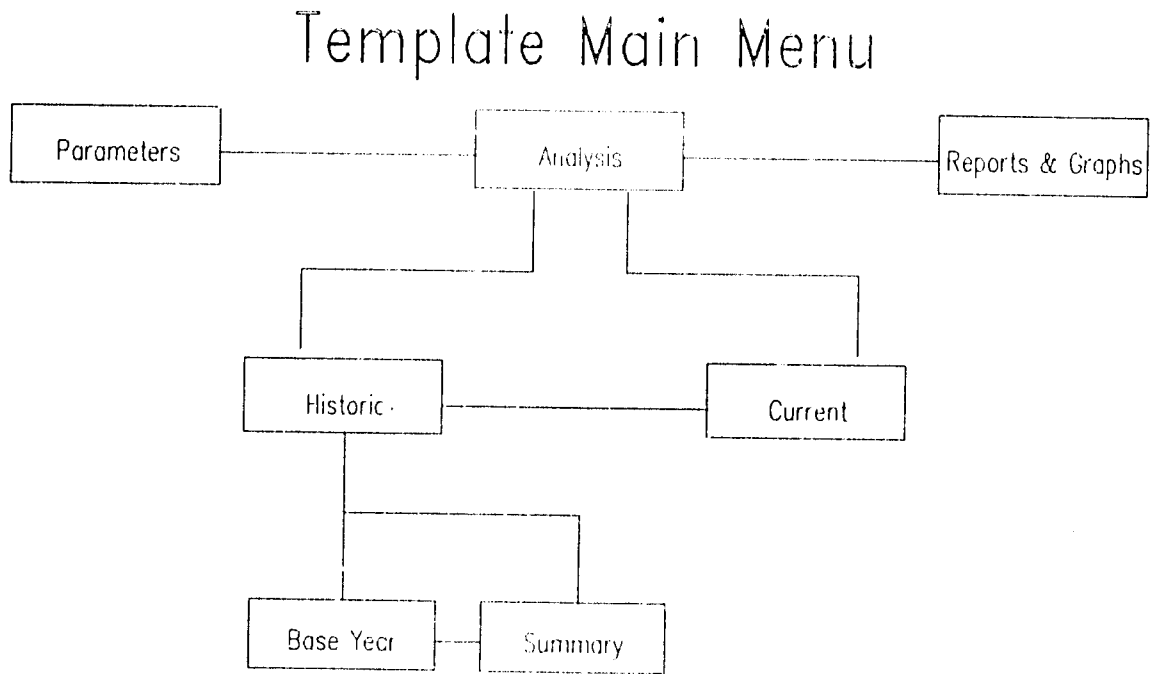 Template Main Menu
Parameters
Analysis
Reports & Graphs
Historic
Current
Base Year
Summary